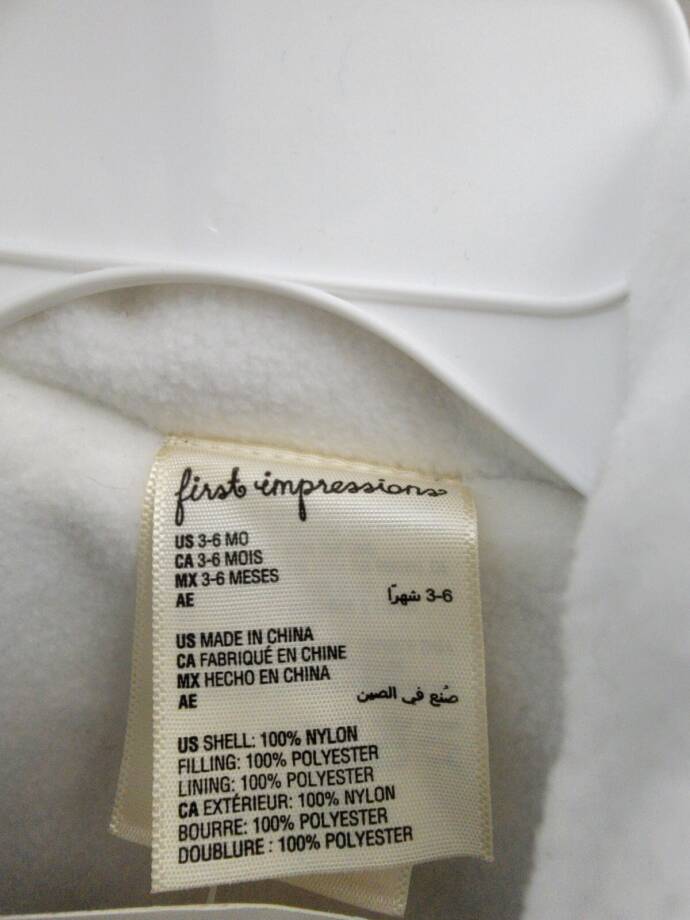 first impressions
US 3-6 MO
CA 3-6 MOIS
MX 3-6 MESES
AE 3-6 شهرًا
US MADE IN CHINA
CA FABRIQUÉ EN CHINE
MX HECHO EN CHINA
AE صُنع في الصين
US SHELL: 100% NYLON
FILLING: 100% POLYESTER
LINING: 100% POLYESTER
CA EXTÉRIEUR: 100% NYLON
BOURRE: 100% POLYESTER
DOUBLURE : 100% POLYESTER